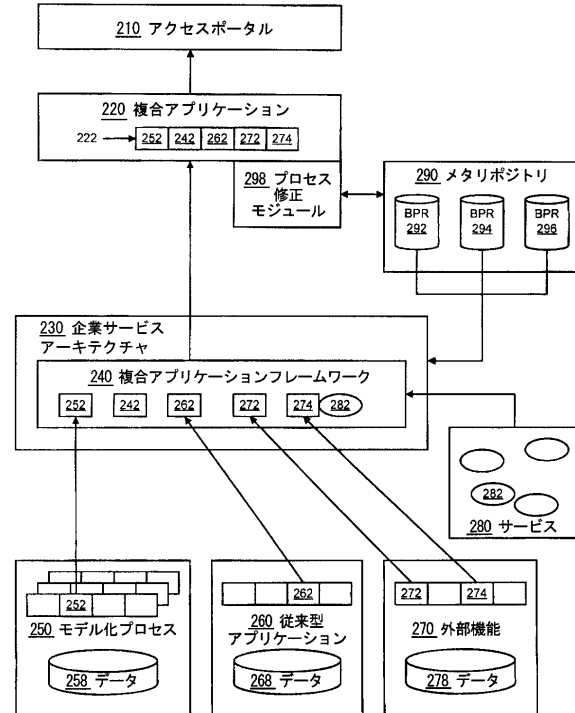 210 アクセスポータル
220 複合アプリケーション
222 252 242 262 272 274
298 プロセス
修正
モジュール
290 メタリポジトリ
BPR BPR BPR
292 294 296
230 企業サービス
アーキテクチャ
240 複合アプリケーションフレームワーク
252 242 262 272 274 282
282
280 サービス
252
250 モデル化プロセス
258 データ
262
260 従来型
アプリケーション
268 データ
272 274
270 外部機能
278 データ